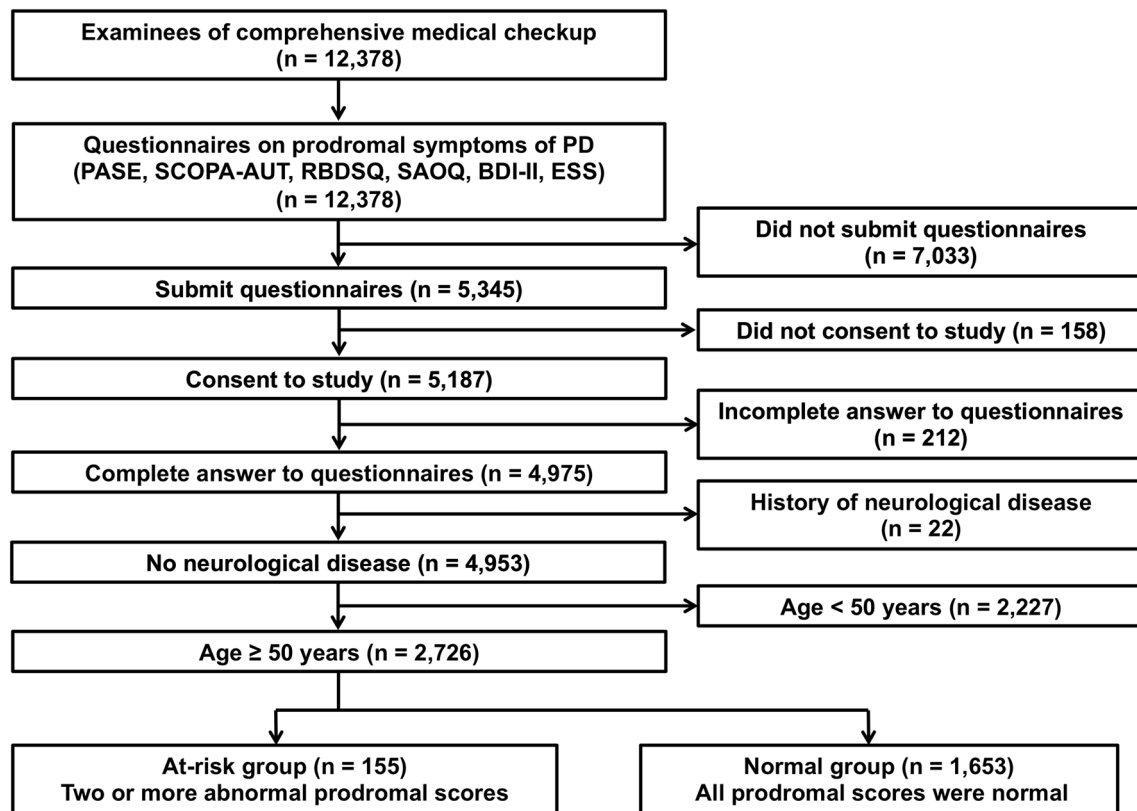 Examinees of comprehensive medical checkup
(n = 12,378)
Questionnaires on prodromal symptoms of PD
(PASE, SCOPA-AUT, RBDSQ, SAOQ, BDI-II, ESS)
(n = 12,378)
Did not submit questionnaires
(n = 7,033)
Submit questionnaires (n = 5,345)
Did not consent to study (n = 158)
Consent to study (n = 5,187)
Incomplete answer to questionnaires
(n = 212)
Complete answer to questionnaires (n = 4,975)
History of neurological disease
(n = 22)
No neurological disease (n = 4,953)
Age < 50 years (n = 2,227)
Age ≥ 50 years (n = 2,726)
At-risk group (n = 155)
Two or more abnormal prodromal scores
Normal group (n = 1,653)
All prodromal scores were normal